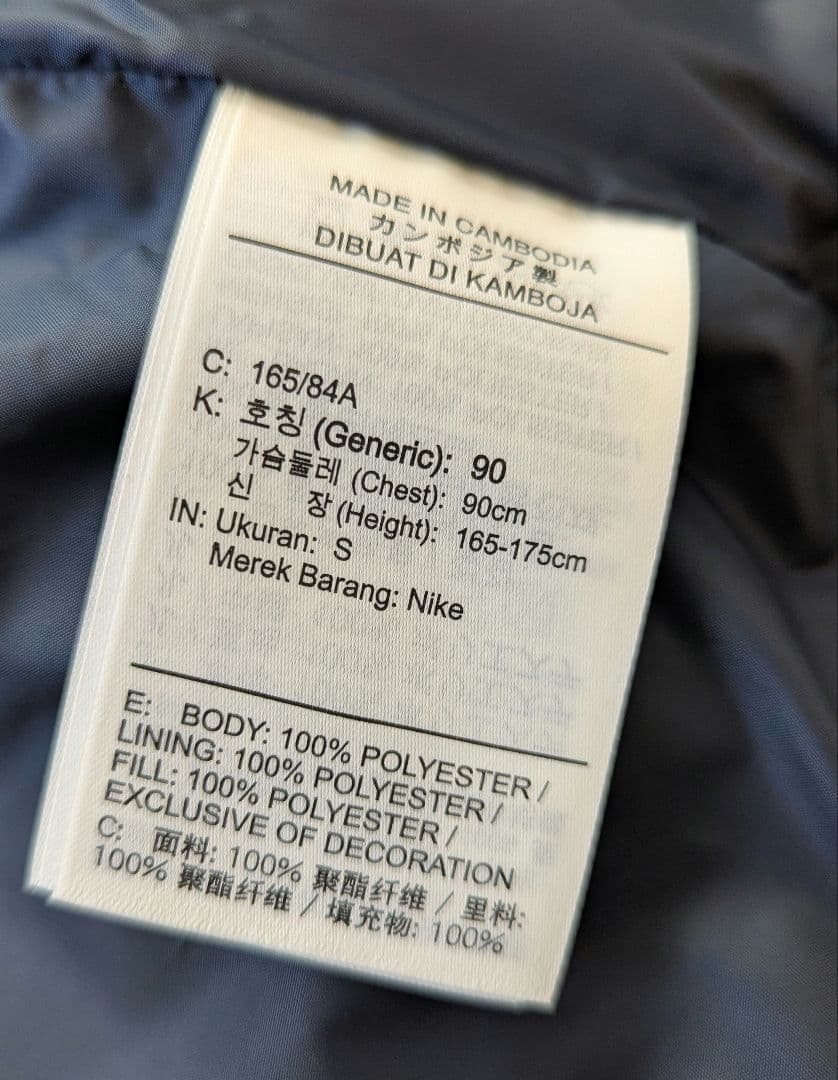 MADE IN CAMBODIA
カンボジア製
DIBUAT DI KAMBOJA
C: 165/84A
K: 호칭 (Generic): 90
가슴둘레 (Chest): 90cm
신 장 (Height): 165-175cm
IN: Ukuran: S
Merek Barang: Nike
E: BODY: 100% POLYESTER /
LINING: 100% POLYESTER /
FILL: 100% POLYESTER /
EXCLUSIVE OF DECORATION
C: 面料: 100% 聚酯纤维 / 里料:
100% 聚酯纤维 / 填充物: 100%